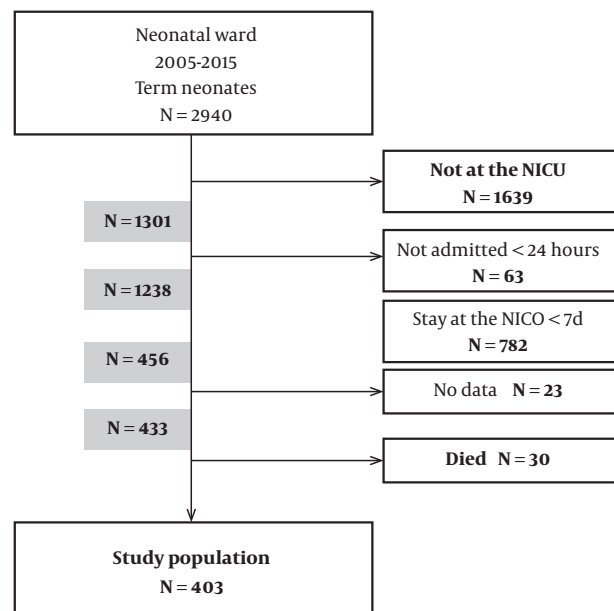 Neonatal ward
2005-2015
Term neonates
N = 2940
Not at the NICU
N = 1639
N = 1301
Not admitted < 24 hours
N = 63
N = 1238
Stay at the NICO < 7d
N = 782
N = 456
No data N = 23
N = 433
Died N = 30
Study population
N = 403